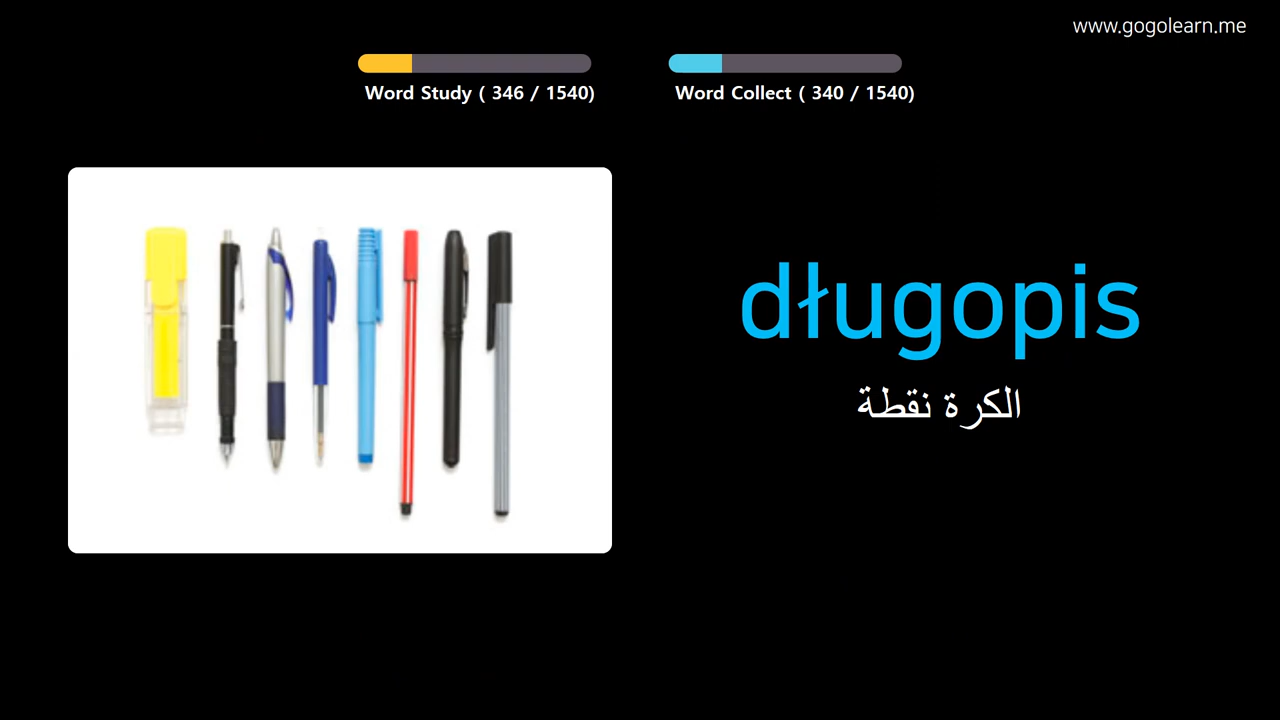 www.gogolearn.me
Word Study ( 346 / 1540)
Word Collect ( 340 / 1540)
długopis
الكرة نقطة